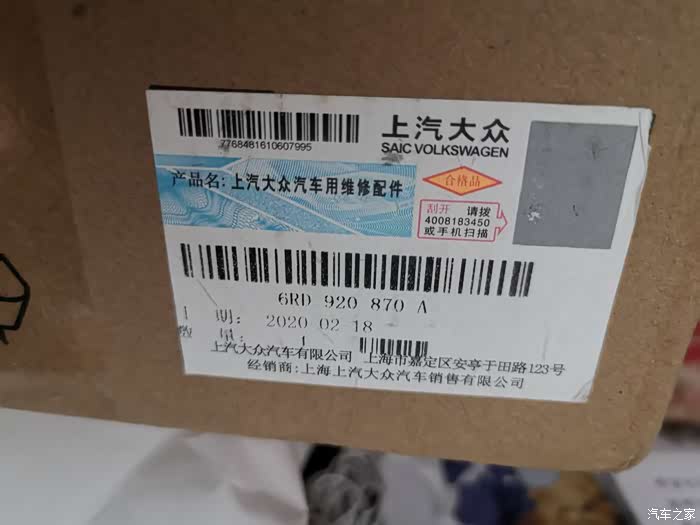 7768481610607995
上汽大众
SAIC VOLKSWAGEN
产品名: 上汽大众汽车用维修配件
合格品
刮开 请拨
4008183450
或手机扫描
6RD 920 870 A
期: 2020 02-18
数 量: 1
上汽大众汽车有限公司 上海市嘉定区安亭于田路123号
经销商:上海上汽大众汽车销售有限公司
汽车之家